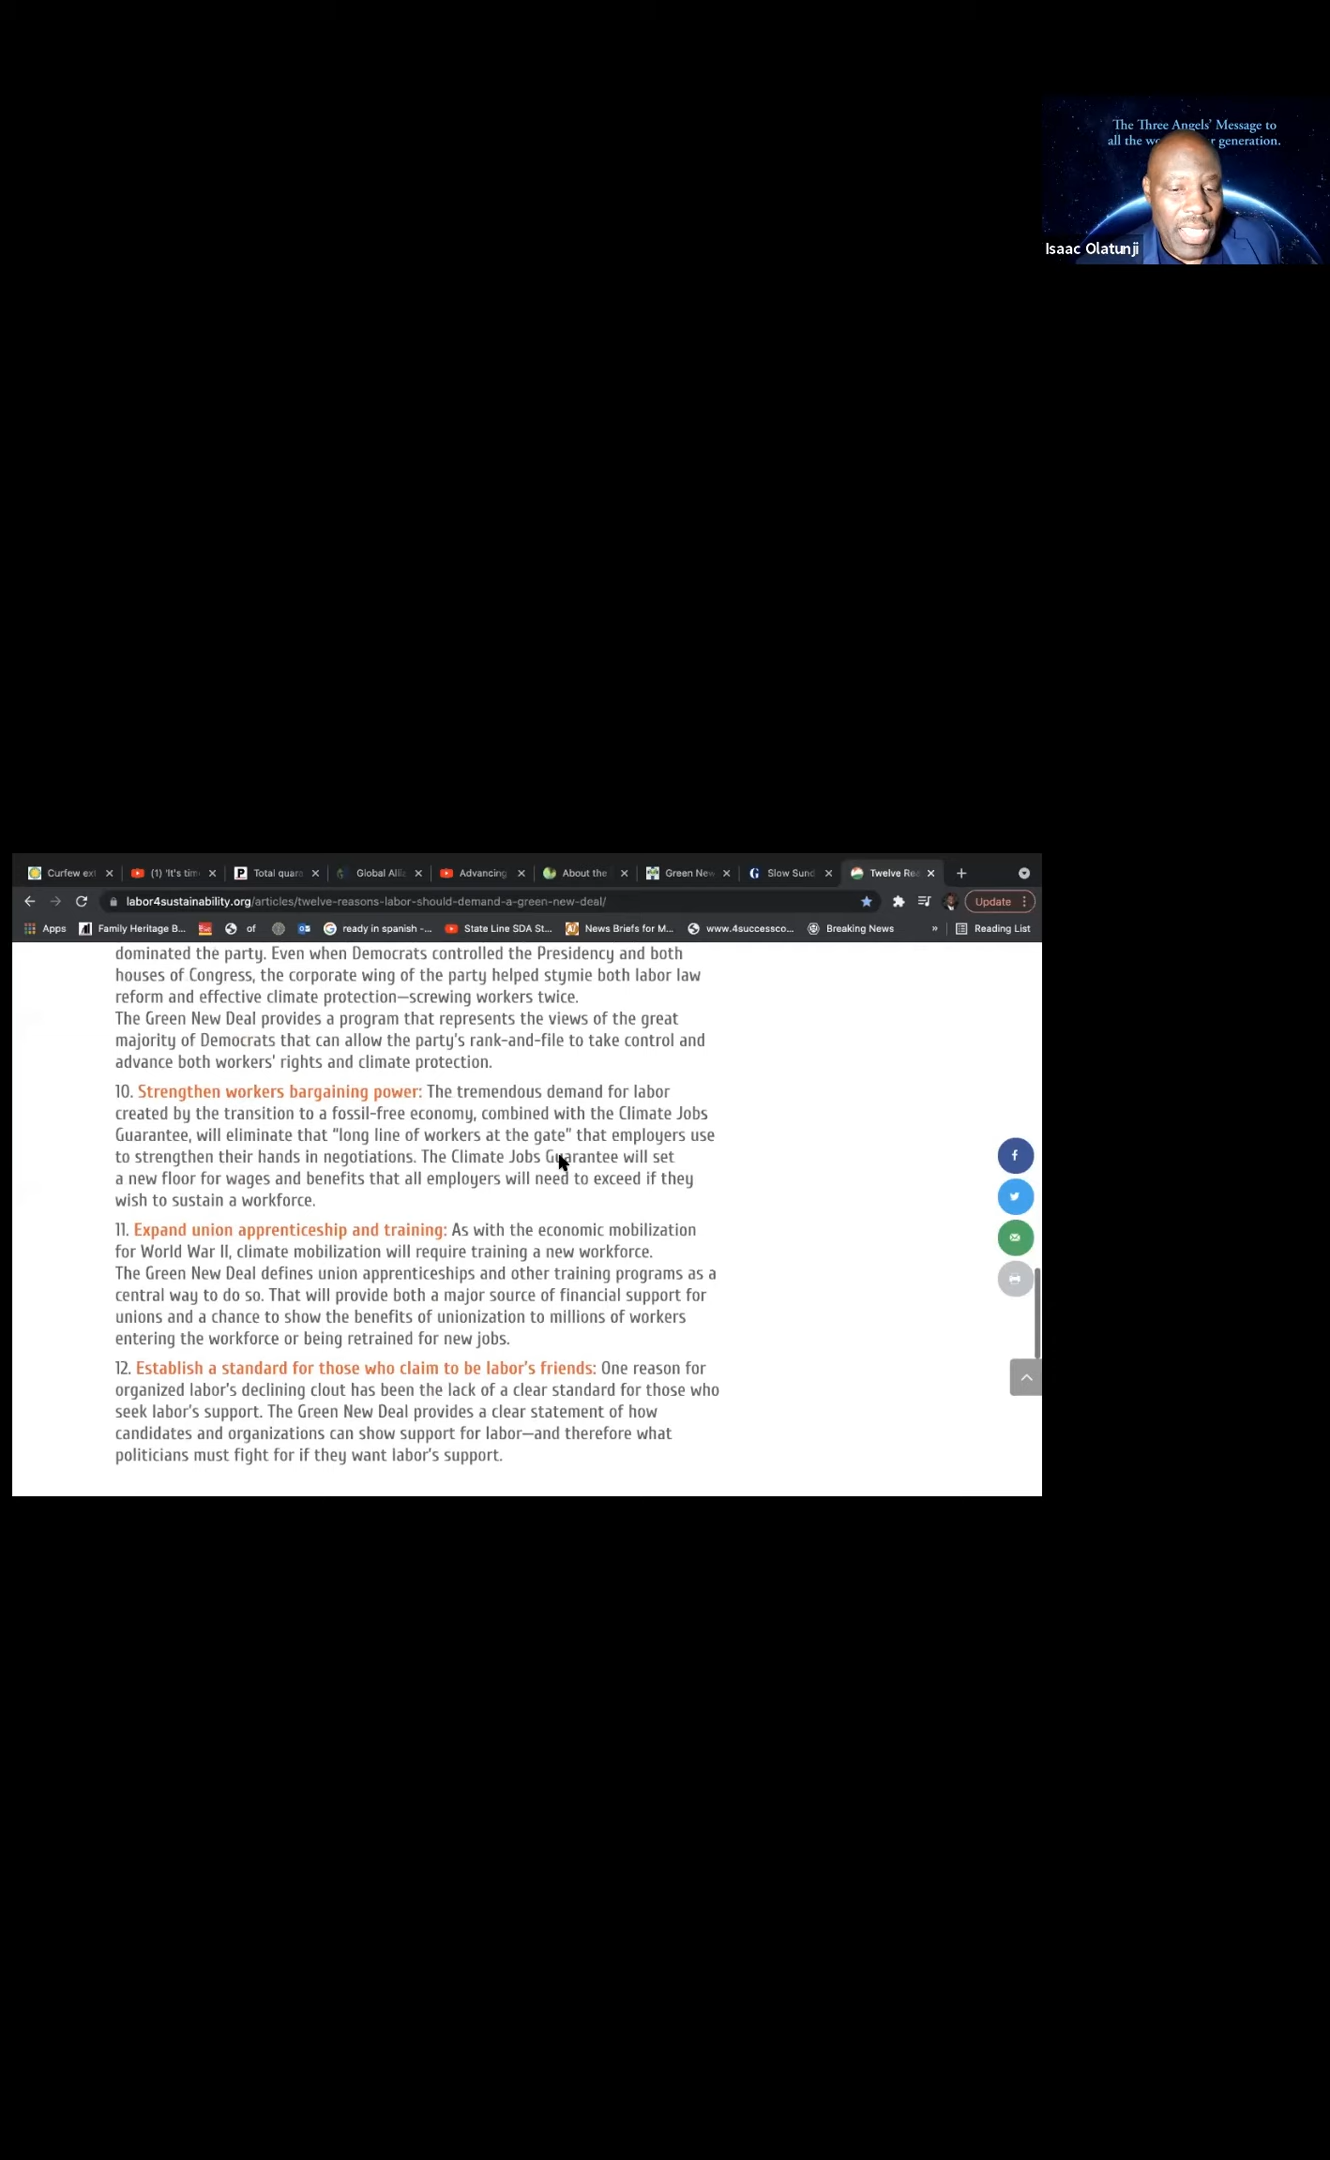 The Three Angels' Message to
all the wo r generation.
Isaac Olatunji
Curfew ex
(1) 'It's tim
Total quara
Global Allia
Advancing
About the
Green New
Slow Sund
Twelve Rea
labor4sustainability.org/articles/twelve-reasons-labor-should-demand-a-green-new-deal/
Update
Apps
Family Heritage B...
of
ready in spanish -...
State Line SDA St...
News Briefs for M...
www.4successco...
Breaking News
»
Reading List
dominated the party. Even when Democrats controlled the Presidency and both
houses of Congress, the corporate wing of the party helped stymie both labor law
reform and effective climate protection—screwing workers twice.
The Green New Deal provides a program that represents the views of the great
majority of Democrats that can allow the party's rank-and-file to take control and
advance both workers' rights and climate protection.
10. Strengthen workers bargaining power: The tremendous demand for labor
created by the transition to a fossil-free economy, combined with the Climate Jobs
Guarantee, will eliminate that “long line of workers at the gate” that employers use
to strengthen their hands in negotiations. The Climate Jobs Guarantee will set
a new floor for wages and benefits that all employers will need to exceed if they
wish to sustain a workforce.
11. Expand union apprenticeship and training: As with the economic mobilization
for World War II, climate mobilization will require training a new workforce.
The Green New Deal defines union apprenticeships and other training programs as a
central way to do so. That will provide both a major source of financial support for
unions and a chance to show the benefits of unionization to millions of workers
entering the workforce or being retrained for new jobs.
12. Establish a standard for those who claim to be labor's friends: One reason for
organized labor's declining clout has been the lack of a clear standard for those who
seek labor's support. The Green New Deal provides a clear statement of how
candidates and organizations can show support for labor—and therefore what
politicians must fight for if they want labor's support.